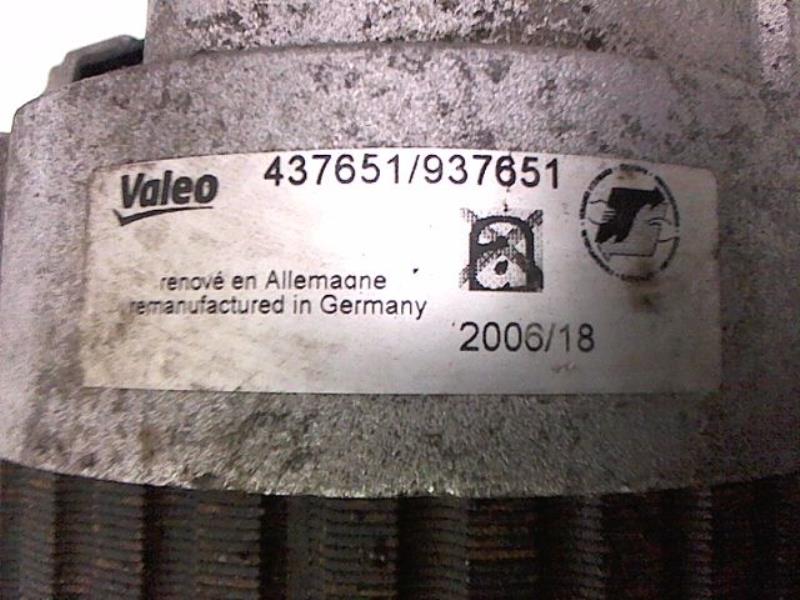 Valeo
437651/937651
renové en Allemagne
remanufactured in Germany
2006/18